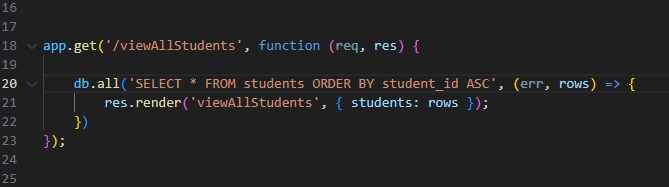 16
17
18 app.get('/viewAllStudents', function (req, res) {
19
20 db.all('SELECT * FROM students ORDER BY student_id ASC', (err, rows) => {
21 res.render('viewAllStudents', { students: rows });
22 })
23 });
24
25